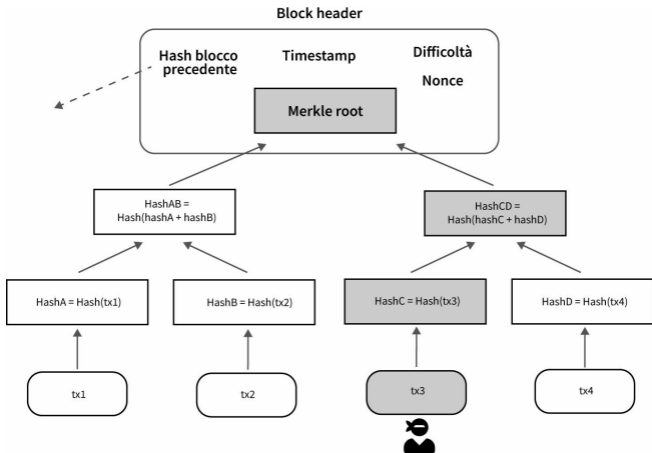 Block header
Hash blocco
precedente
Timestamp
Difficoltà
Nonce
Merkle root
HashAB =
Hash(hashA + hashB)
HashCD =
Hash(hashC + hashD)
HashA = Hash(tx1)
HashB = Hash(tx2)
HashC = Hash(tx3)
HashD = Hash(tx4)
tx1
tx2
tx3
tx4